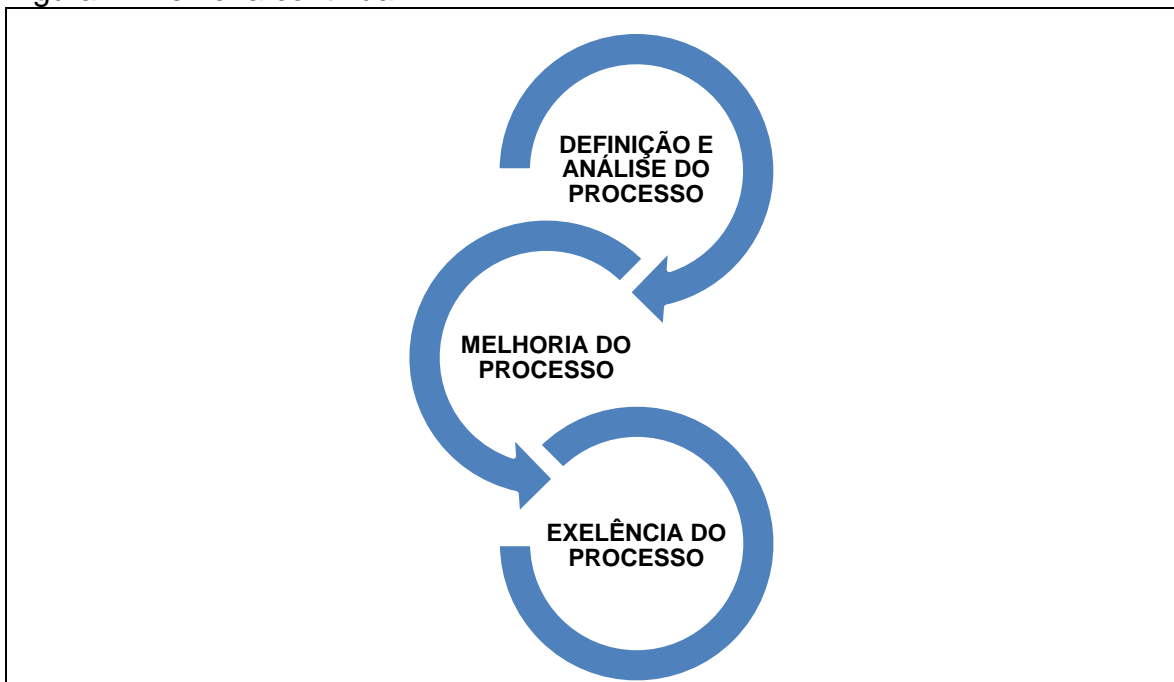 DEFINIÇÃO E
ANÁLISE DO
PROCESSO
MELHORIA DO
PROCESSO
EXELÊNCIA DO
PROCESSO